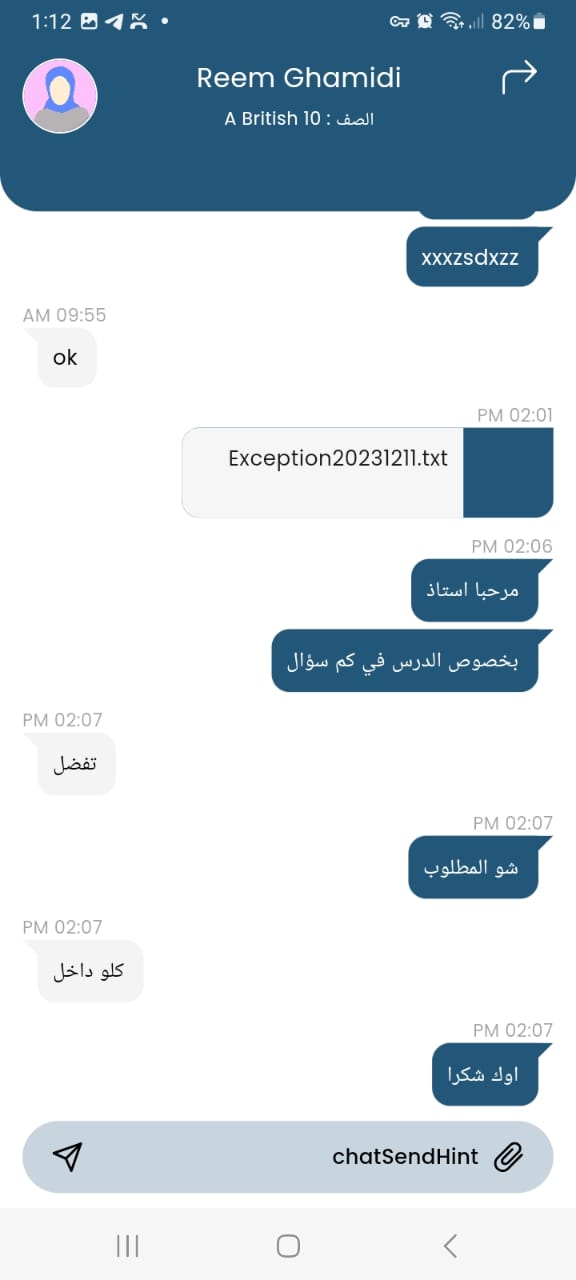 1:12
82%
Reem Ghamidi
الصف : A British 10
xxxzsdxzz
AM 09:55
ok
PM 02:01
Exception20231211.txt
PM 02:06
مرحبا استاذ
بخصوص الدرس في كم سؤال
PM 02:07
تفضل
PM 02:07
شو المطلوب
PM 02:07
كلو داخل
PM 02:07
اوك شكرا
chatSendHint